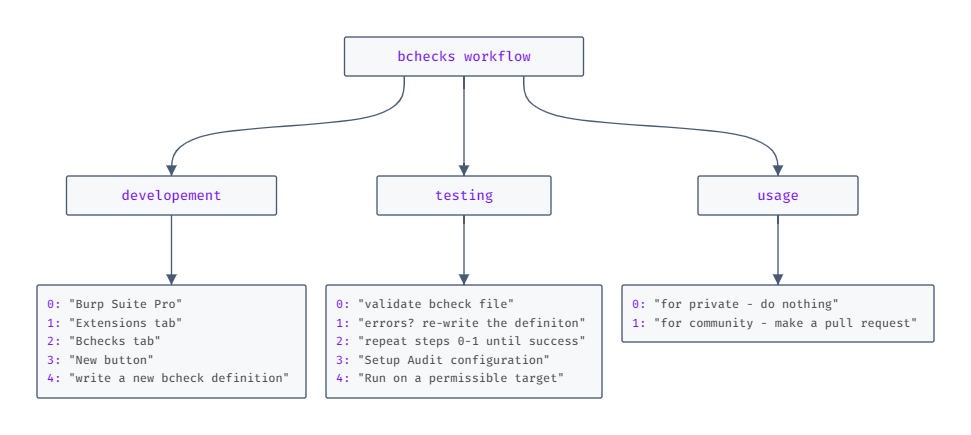 bchecks workflow
developement
testing
usage
0: "Burp Suite Pro"
1: "Extensions tab"
2: "Bchecks tab"
3: "New button"
4: "write a new bcheck definition"
0: "validate bcheck file"
1: "errors? re-write the definiton"
2: "repeat steps 0-1 until success"
3: "Setup Audit configuration"
4: "Run on a permissible target"
0: "for private - do nothing"
1: "for community - make a pull request"